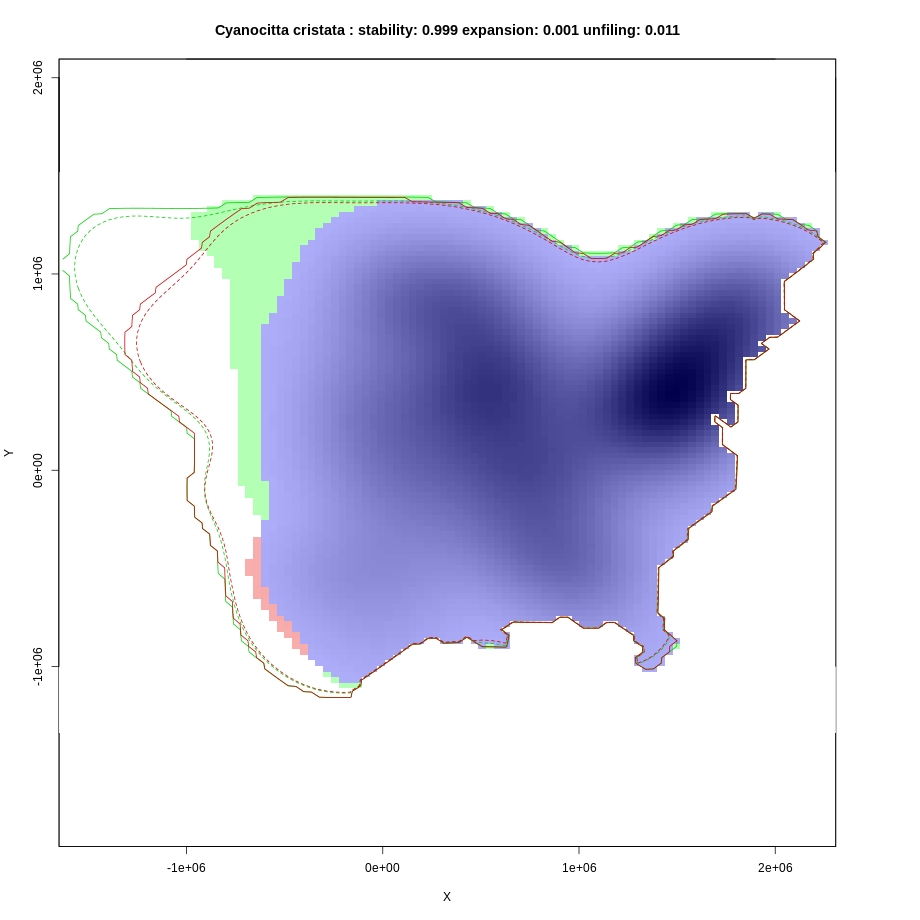 Cyanocitta cristata : stability: 0.999 expansion: 0.001 unfiling: 0.011
2e+06
1e+06
0e+00
-1e+06
Y
-1e+06 0e+00 1e+06 2e+06
X